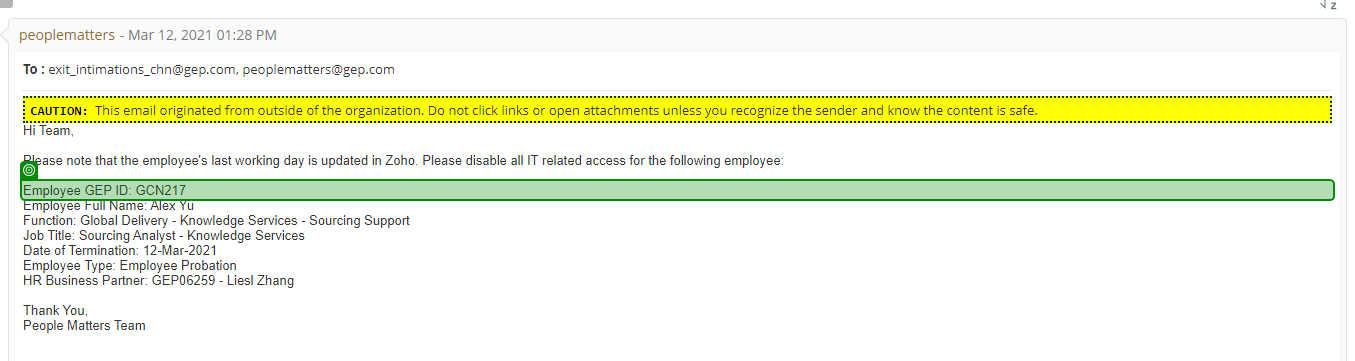 z
peoplematters - Mar 12, 2021 01:28 PM
To : exit_intimations_chn@gep.com, peoplematters@gep.com
CAUTION: This email originated from outside of the organization. Do not click links or open attachments unless you recognize the sender and know the content is safe.
Hi Team,
Please note that the employee's last working day is updated in Zoho. Please disable all IT related access for the following employee:
Employee GEP ID: GCN217
Employee Full Name: Alex Yu
Function: Global Delivery - Knowledge Services - Sourcing Support
Job Title: Sourcing Analyst - Knowledge Services
Date of Termination: 12-Mar-2021
Employee Type: Employee Probation
HR Business Partner: GEP06259 - Liesl Zhang
Thank You,
People Matters Team